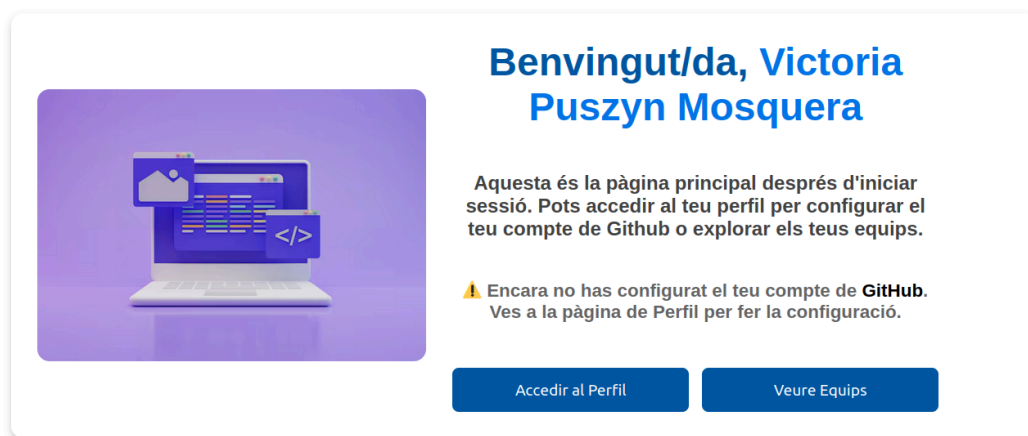 Benvingut/da, Victoria
Puszyn Mosquera
Aquesta és la pàgina principal després d'iniciar
sessió. Pots accedir al teu perfil per configurar el
teu compte de Github o explorar els teus equips.
⚠️ Encara no has configurat el teu compte de GitHub.
Ves a la pàgina de Perfil per fer la configuració.
Accedir al Perfil
Veure Equips
</>